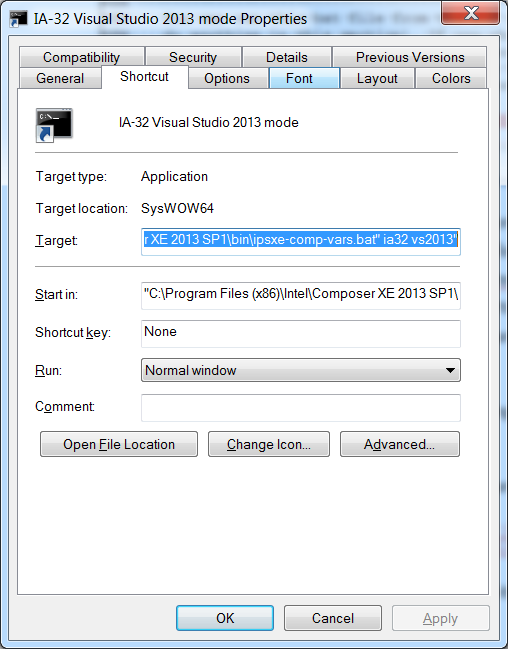 IA-32 Visual Studio 2013 mode Properties
Compatibility Security Details Previous Versions
General Shortcut Options Font Layout Colors
C:\_
IA-32 Visual Studio 2013 mode
Target type: Application
Target location: SysWOW64
Target: r XE 2013 SP1\bin\ipsxe-comp-vars.bat" ia32 vs2013"
Start in: "C:\Program Files (x86)\Intel\Composer XE 2013 SP1\
Shortcut key: None
Run: Normal window
Comment:
Open File Location Change Icon... Advanced...
OK Cancel Apply